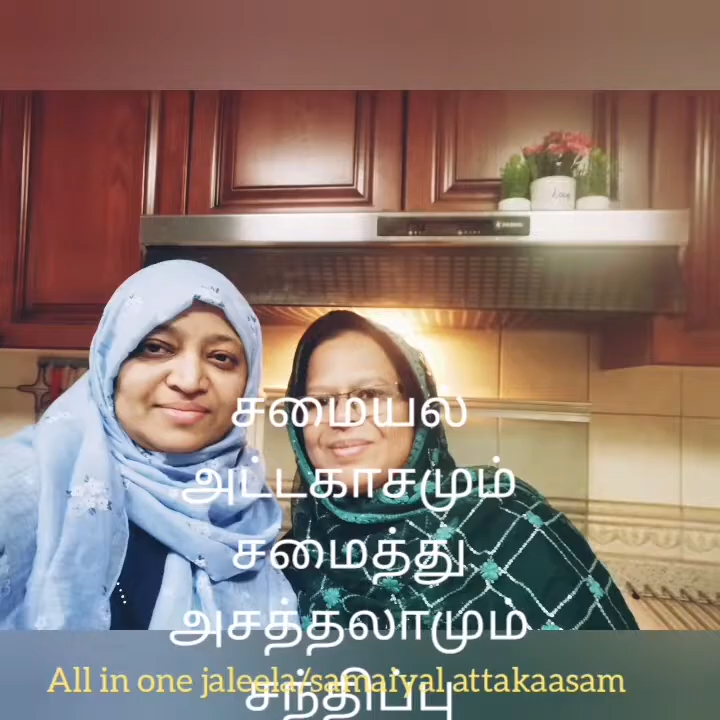 சமையல்
அட்டகாசமும்
சமைத்து
அசத்தலாமும்
சந்திப்பு
All in one jaleela/samaiyal attakaasam